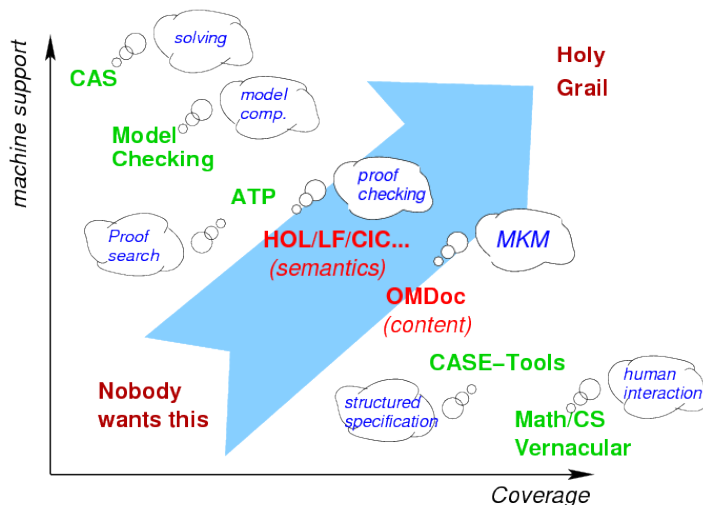 solving
CAS
Holy
Grail
machine support
model
comp.
Model
Checking
ATP
proof
checking
Proof
search
HOL/LF/CIC...
(semantics)
MKM
OMDoc
(content)
CASE–Tools
Nobody
wants this
structured
specification
human
interaction
Math/CS
Vernacular
Coverage